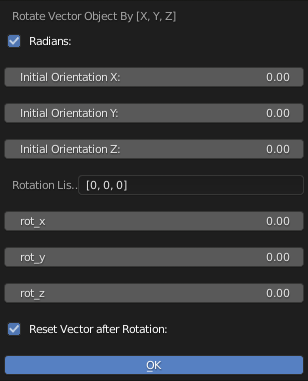 Rotate Vector Object By [X, Y, Z]
Radians:
Initial Orientation X: 0.00
Initial Orientation Y: 0.00
Initial Orientation Z: 0.00
Rotation Lis.. [0, 0, 0]
rot_x 0.00
rot_y 0.00
rot_z 0.00
Reset Vector after Rotation:
OK